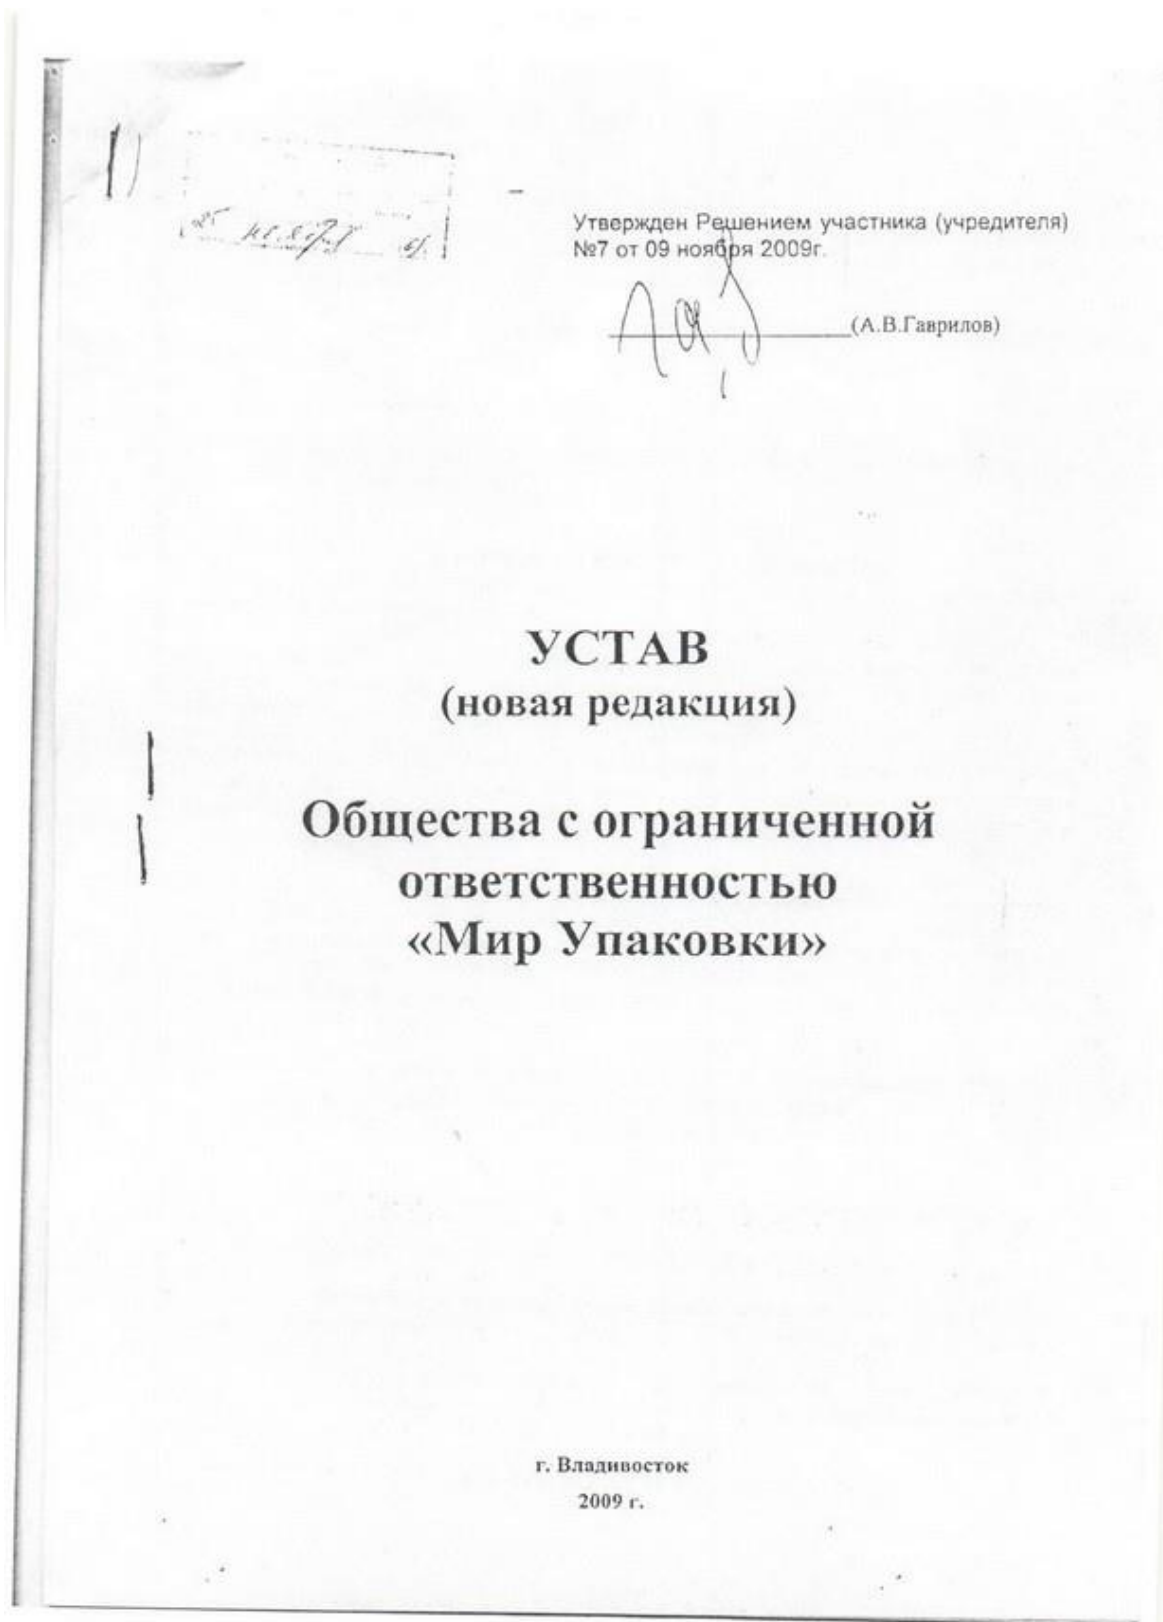 Утвержден Решением участника (учредителя)
№7 от 09 ноября 2009г.
(А.В.Гаврилов)
УСТАВ
(новая редакция)
Общества с ограниченной
ответственностью
«Мир Упаковки»
г. Владивосток
2009 г.